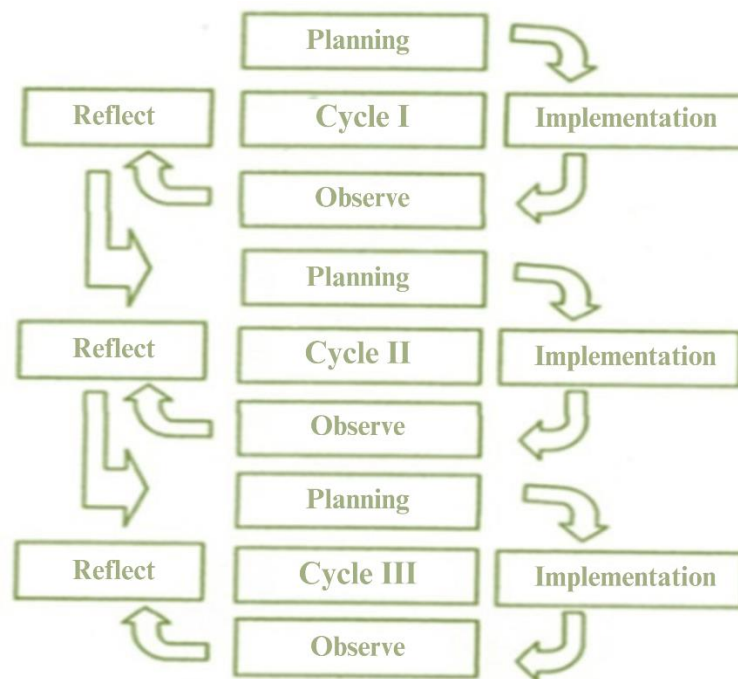 Planning
Reflect
Cycle I
Implementation
Observe
Planning
Reflect
Cycle II
Implementation
Observe
Planning
Reflect
Cycle III
Implementation
Observe